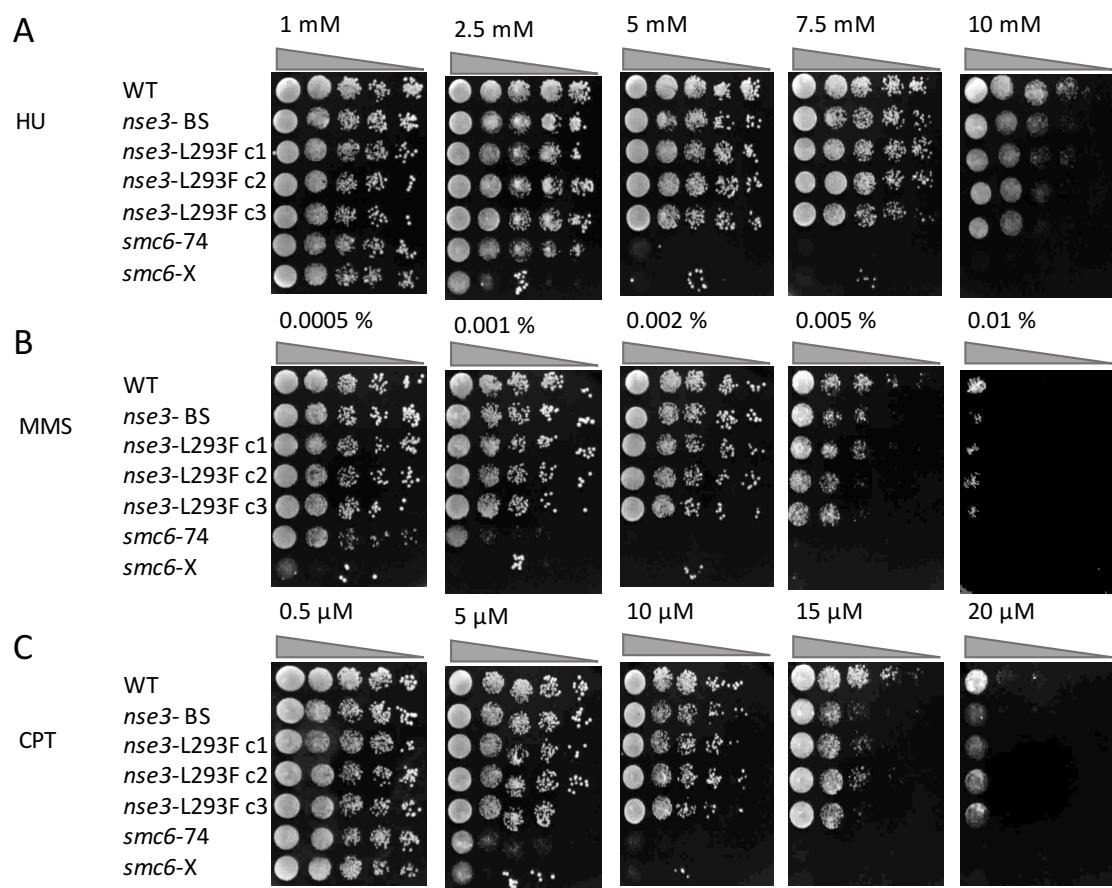 A
1 mM 2.5 mM 5 mM 7.5 mM 10 mM
HU
WT
nse3- BS
nse3-L293F c1
nse3-L293F c2
nse3-L293F c3
smc6-74
smc6-X
B
0.0005 % 0.001 % 0.002 % 0.005 % 0.01 %
MMS
WT
nse3- BS
nse3-L293F c1
nse3-L293F c2
nse3-L293F c3
smc6-74
smc6-X
C
0.5 µM 5 µM 10 µM 15 µM 20 µM
CPT
WT
nse3- BS
nse3-L293F c1
nse3-L293F c2
nse3-L293F c3
smc6-74
smc6-X